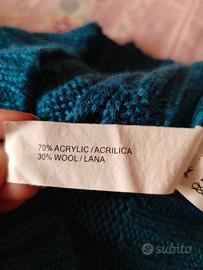 70% ACRYLIC / ACRILICA
30% WOOL / LANA
subito